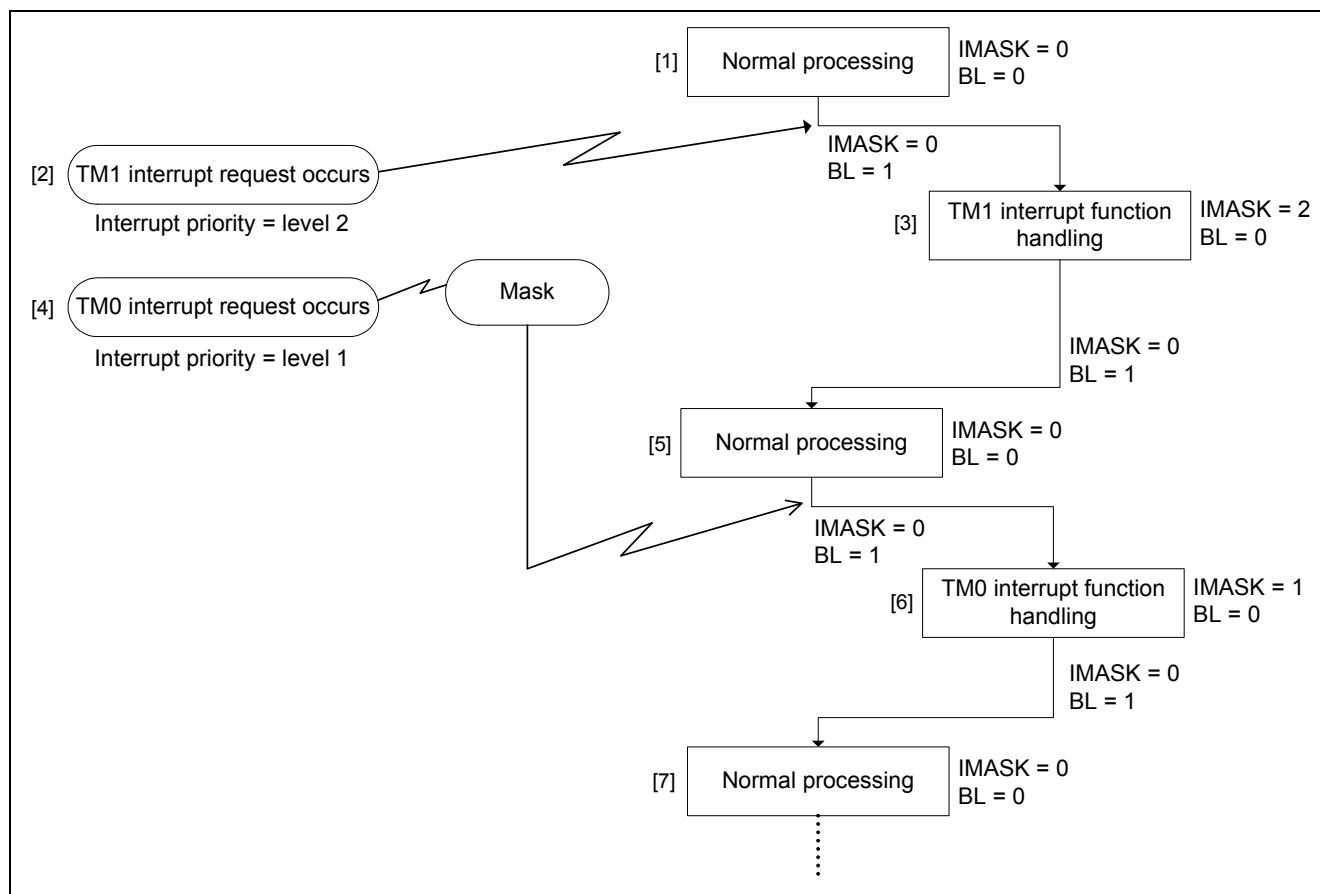 [1]
Normal processing
IMASK = 0
BL = 0
IMASK = 0
BL = 1
[2]
TM1 interrupt request occurs
Interrupt priority = level 2
[3]
TM1 interrupt function
handling
IMASK = 2
BL = 0
[4]
TM0 interrupt request occurs
Interrupt priority = level 1
Mask
IMASK = 0
BL = 1
[5]
Normal processing
IMASK = 0
BL = 0
IMASK = 0
BL = 1
[6]
TM0 interrupt function
handling
IMASK = 1
BL = 0
IMASK = 0
BL = 1
[7]
Normal processing
IMASK = 0
BL = 0